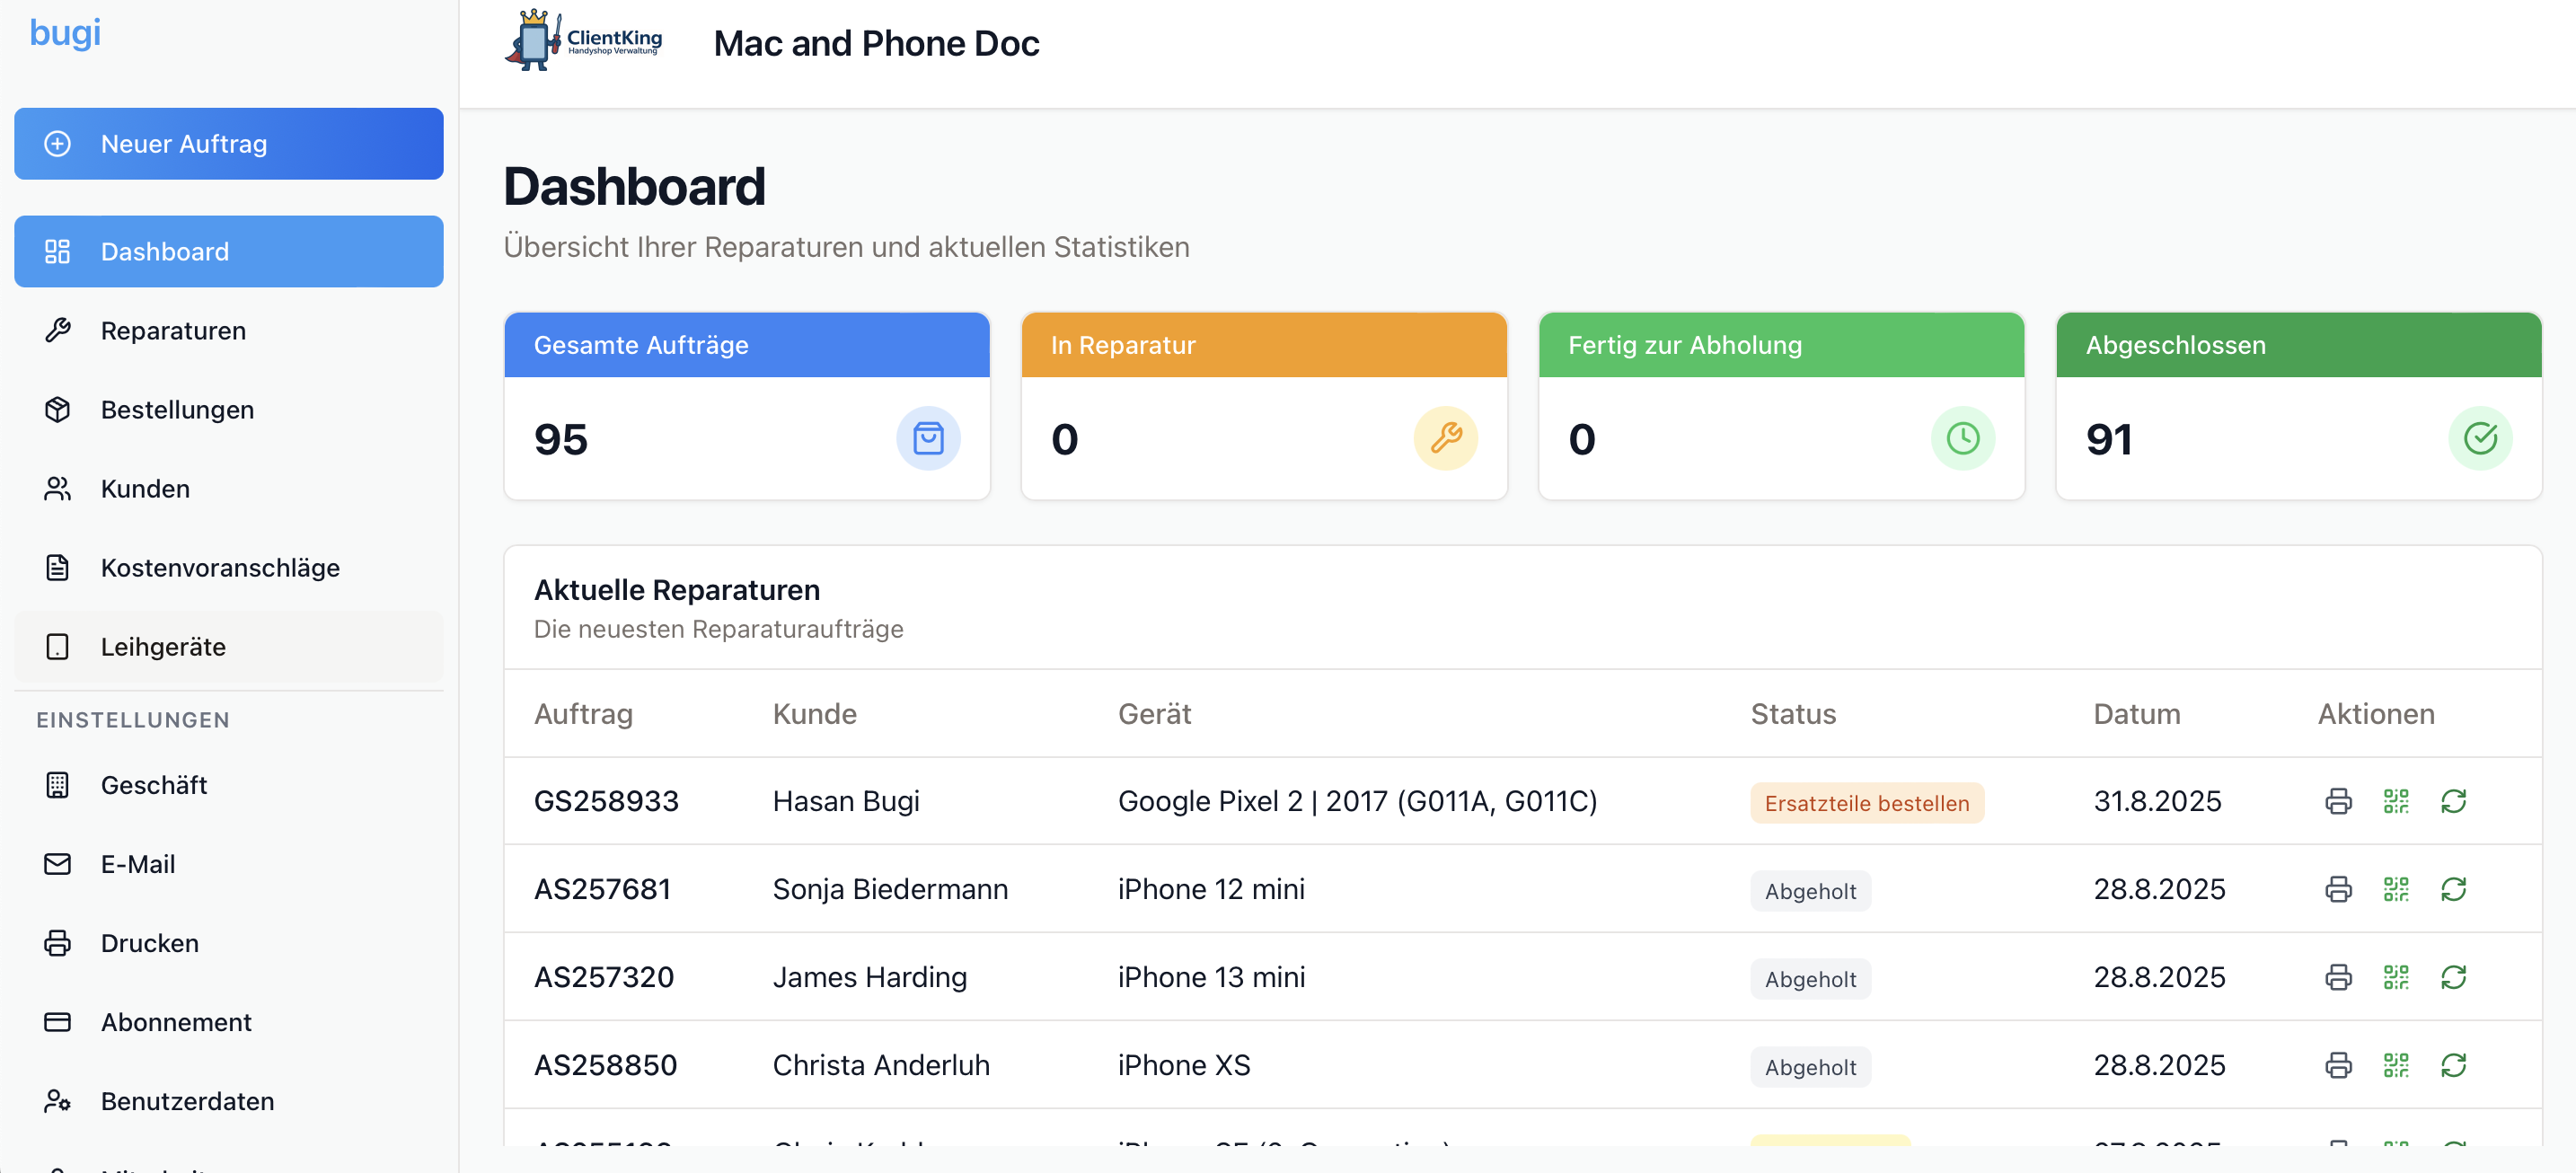 bugi
ClientKing
Handyshop Verwaltung
Mac and Phone Doc
Neuer Auftrag
Dashboard
Reparaturen
Bestellungen
Kunden
Kostenvoranschläge
Leihgeräte
EINSTELLUNGEN
Geschäft
E-Mail
Drucken
Abonnement
Benutzerdaten
Dashboard
Übersicht Ihrer Reparaturen und aktuellen Statistiken
Gesamte Aufträge
95
In Reparatur
0
Fertig zur Abholung
0
Abgeschlossen
91
Aktuelle Reparaturen
Die neuesten Reparaturaufträge
Auftrag Kunde Gerät Status Datum Aktionen
GS258933 Hasan Bugi Google Pixel 2 | 2017 (G011A, G011C) Ersatzteile bestellen 31.8.2025
AS257681 Sonja Biedermann iPhone 12 mini Abgeholt 28.8.2025
AS257320 James Harding iPhone 13 mini Abgeholt 28.8.2025
AS258850 Christa Anderluh iPhone XS Abgeholt 28.8.2025